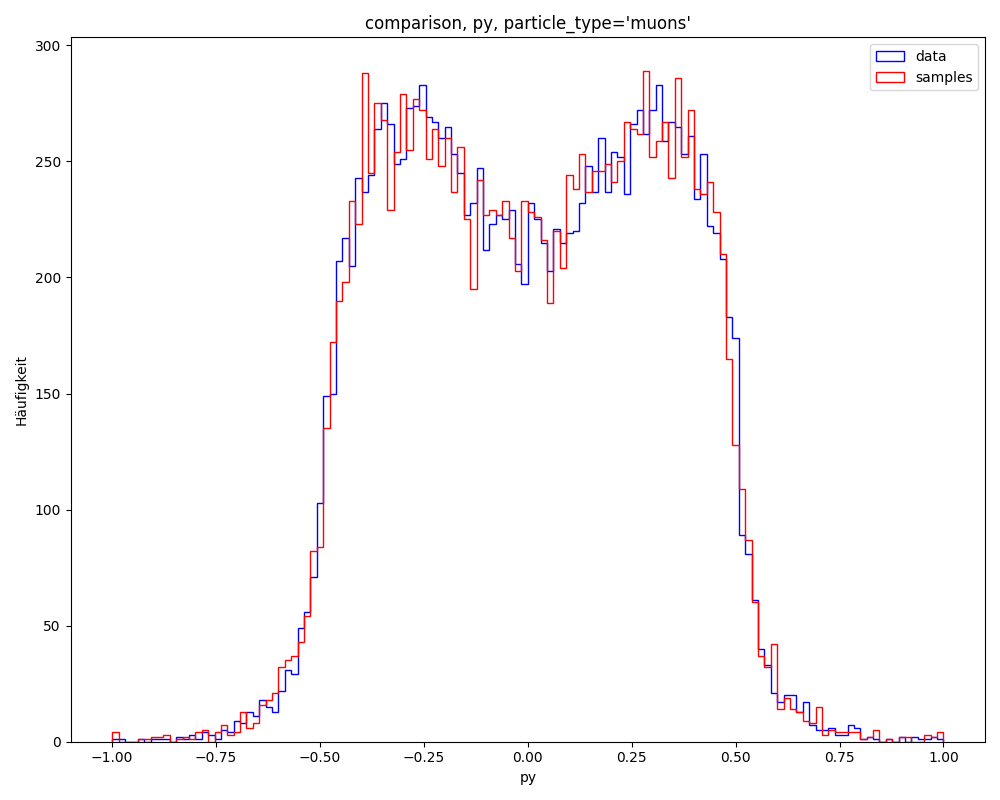 comparison, py, particle_type='muons'
data
samples
Häufigkeit
300
250
200
150
100
50
0
−1.00 −0.75 −0.50 −0.25 0.00 0.25 0.50 0.75 1.00
py